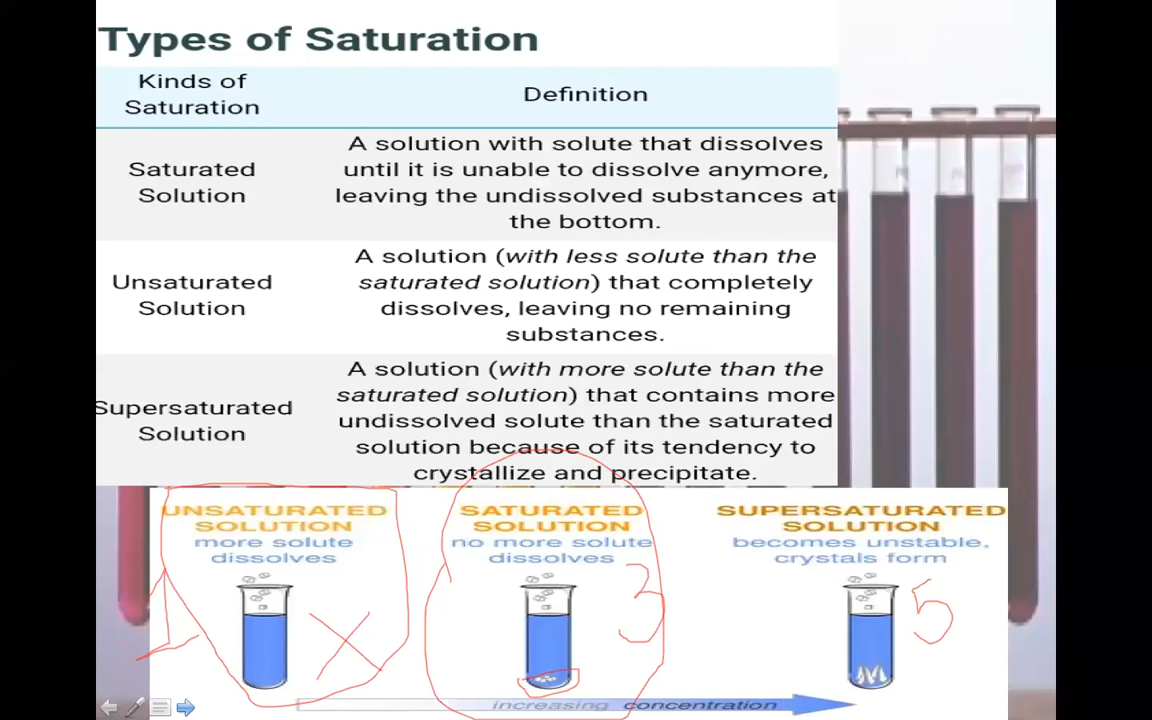 Types of Saturation
Kinds of
Saturation
Definition
Saturated
Solution
A solution with solute that dissolves
until it is unable to dissolve anymore,
leaving the undissolved substances at
the bottom.
Unsaturated
Solution
A solution (with less solute than the
saturated solution) that completely
dissolves, leaving no remaining
substances.
Supersaturated
Solution
A solution (with more solute than the
saturated solution) that contains more
undissolved solute than the saturated
solution because of its tendency to
crystallize and precipitate.
UNSATURATED
SOLUTION
more solute
dissolves
1
X
SATURATED
SOLUTION
no more solute
dissolves
3
SUPERSATURATED
SOLUTION
becomes unstable,
crystals form
5
increasing concentration